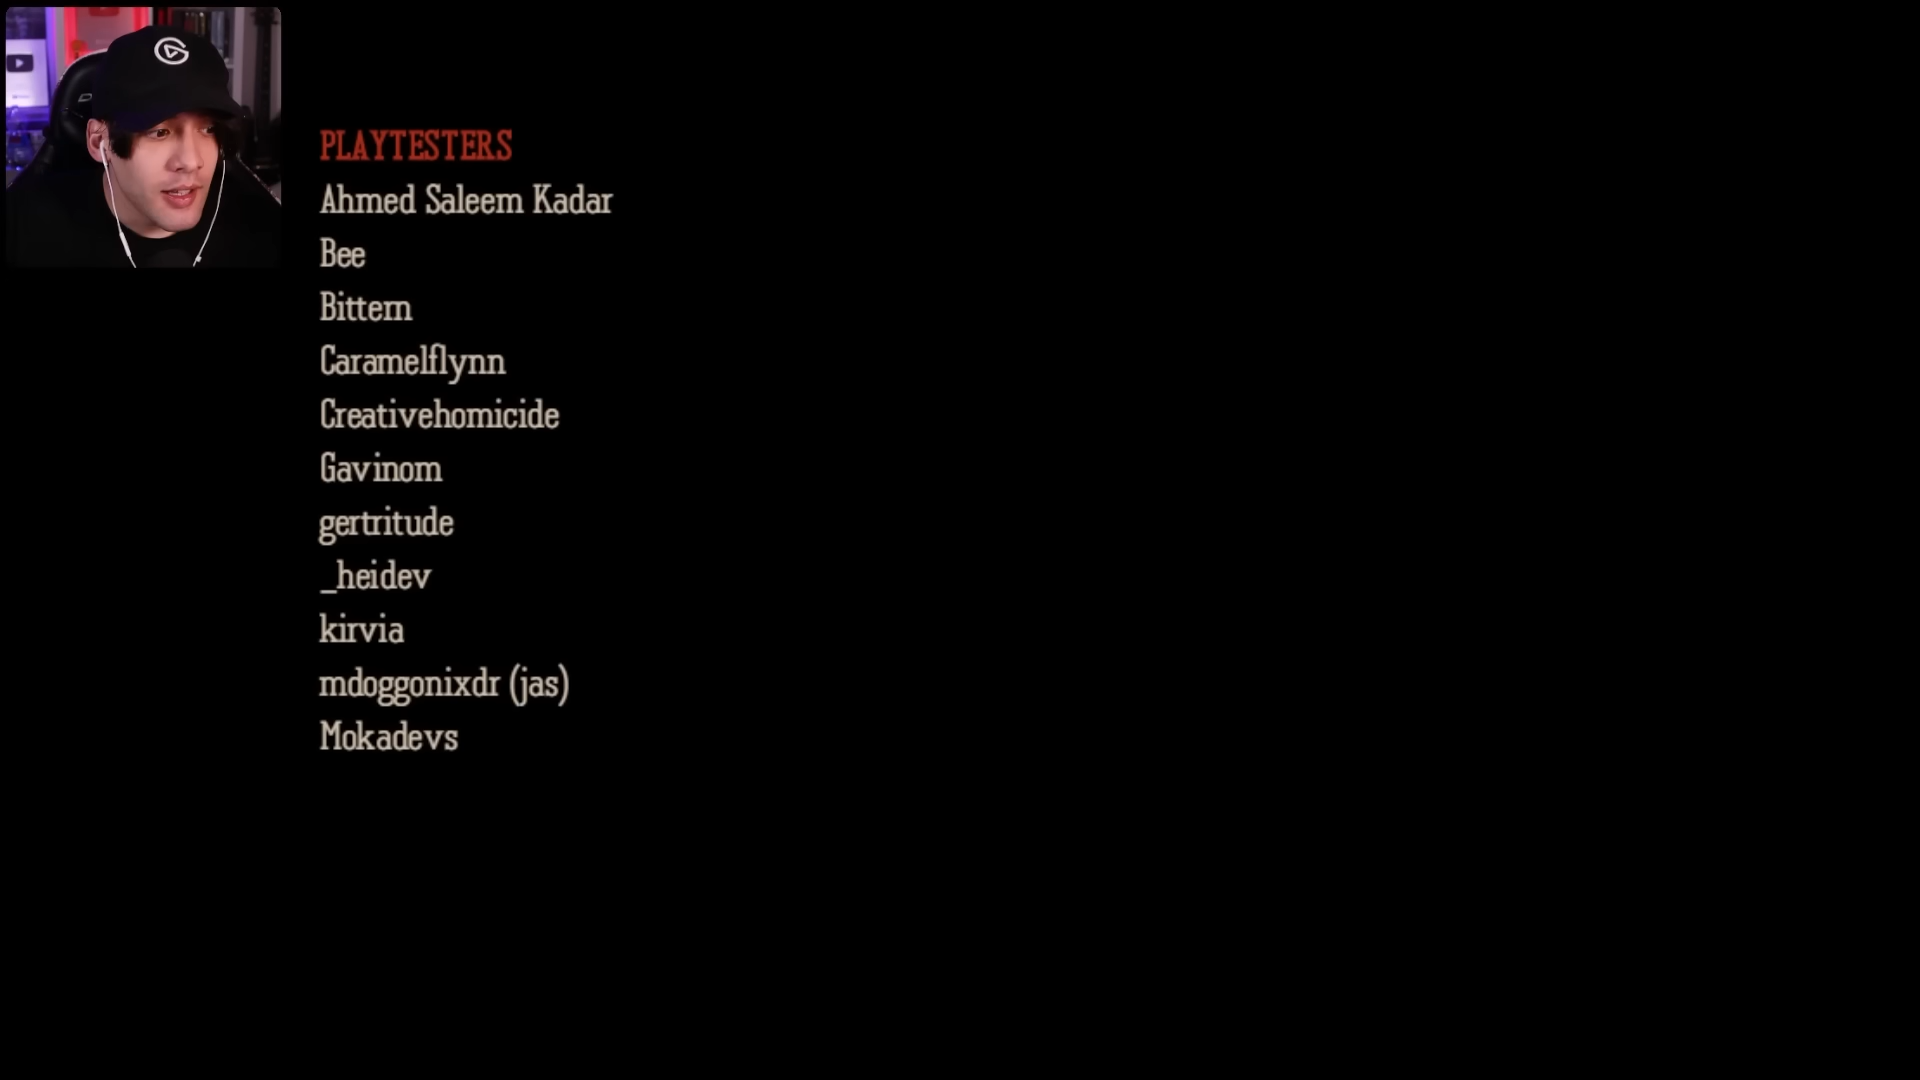 PLAYTESTERS
Ahmed Saleem Kadar
Bee
Bittern
Caramelflynn
Creativehomicide
Gavinom
gertritude
_heidev
kirvia
mdoggonixdr (jas)
Mokadevs